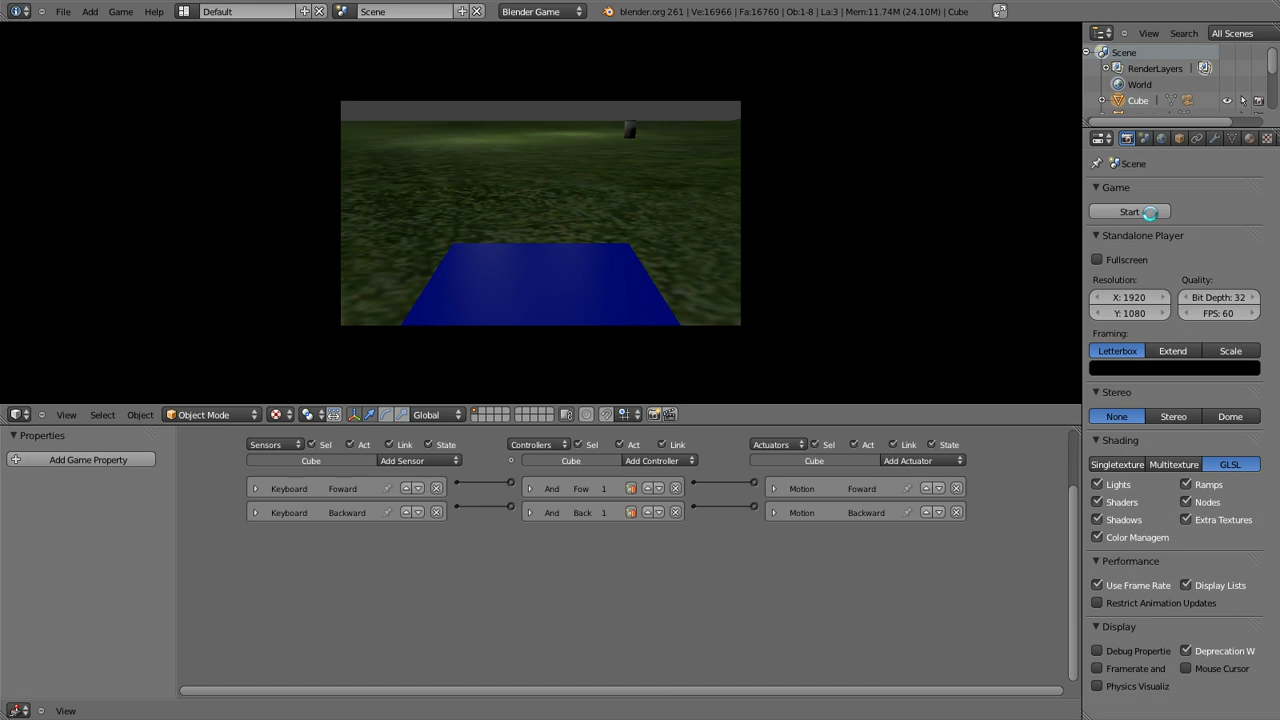 File Add Game Help Default Scene Blender Game blender.org 261 | Ve:16966 | Fa:16760 | Ob:1-8 | La:3 | Mem:11.74M (24.10M) | Cube
View Search All Scenes
Scene
RenderLayers |
World
Cube |
Scene
Game
Start
Standalone Player
Fullscreen
Resolution: Quality:
X: 1920 Bit Depth: 32
Y: 1080 FPS: 60
Framing:
Letterbox Extend Scale
Stereo
None Stereo Dome
Shading
Singletexture Multitexture GLSL
Lights Ramps
Shaders Nodes
Shadows Extra Textures
Color Managem
Performance
Use Frame Rate Display Lists
Restrict Animation Updates
Display
Debug Propertie Deprecation W
Framerate and Mouse Cursor
Physics Visualiz
View Select Object Object Mode Global
Properties
Add Game Property
Sensors Sel Act Link State Controllers Sel Act Link Actuators Sel Act Link State
Cube Add Sensor Cube Add Controller Cube Add Actuator
Keyboard Foward And Fow 1 Motion Foward
Keyboard Backward And Back 1 Motion Backward
View